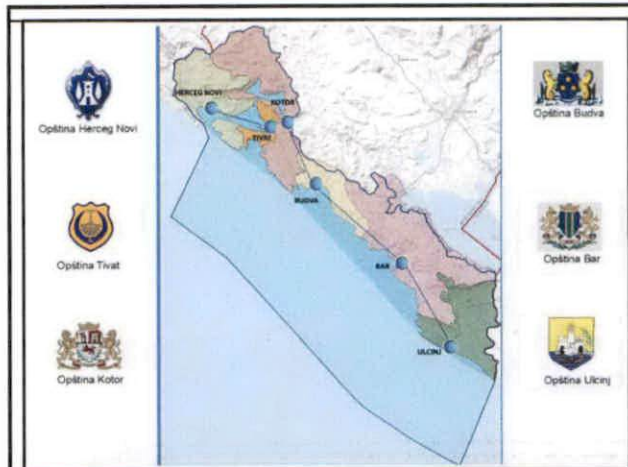 Opština Herceg Novi
Opština Tivat
Opština Kotor
HERCEG NOVI
KOTOR
TIVAT
BUDVA
BAR
ULCINJ
Opština Budva
Opština Bar
Opština Ulcinj